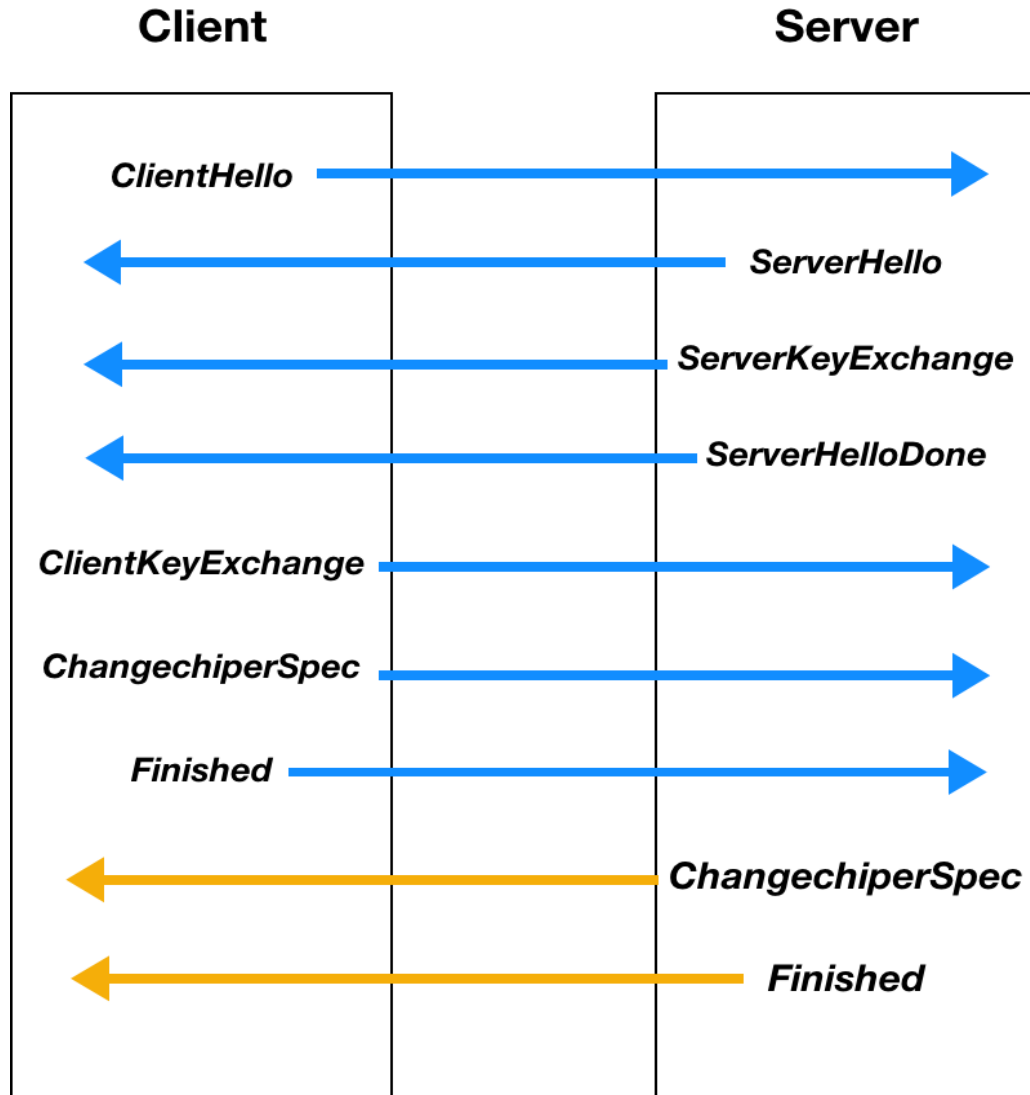 Client
Server
ClientHello
ServerHello
ServerKeyExchange
ServerHelloDone
ClientKeyExchange
ChangechiperSpec
Finished
ChangechiperSpec
Finished